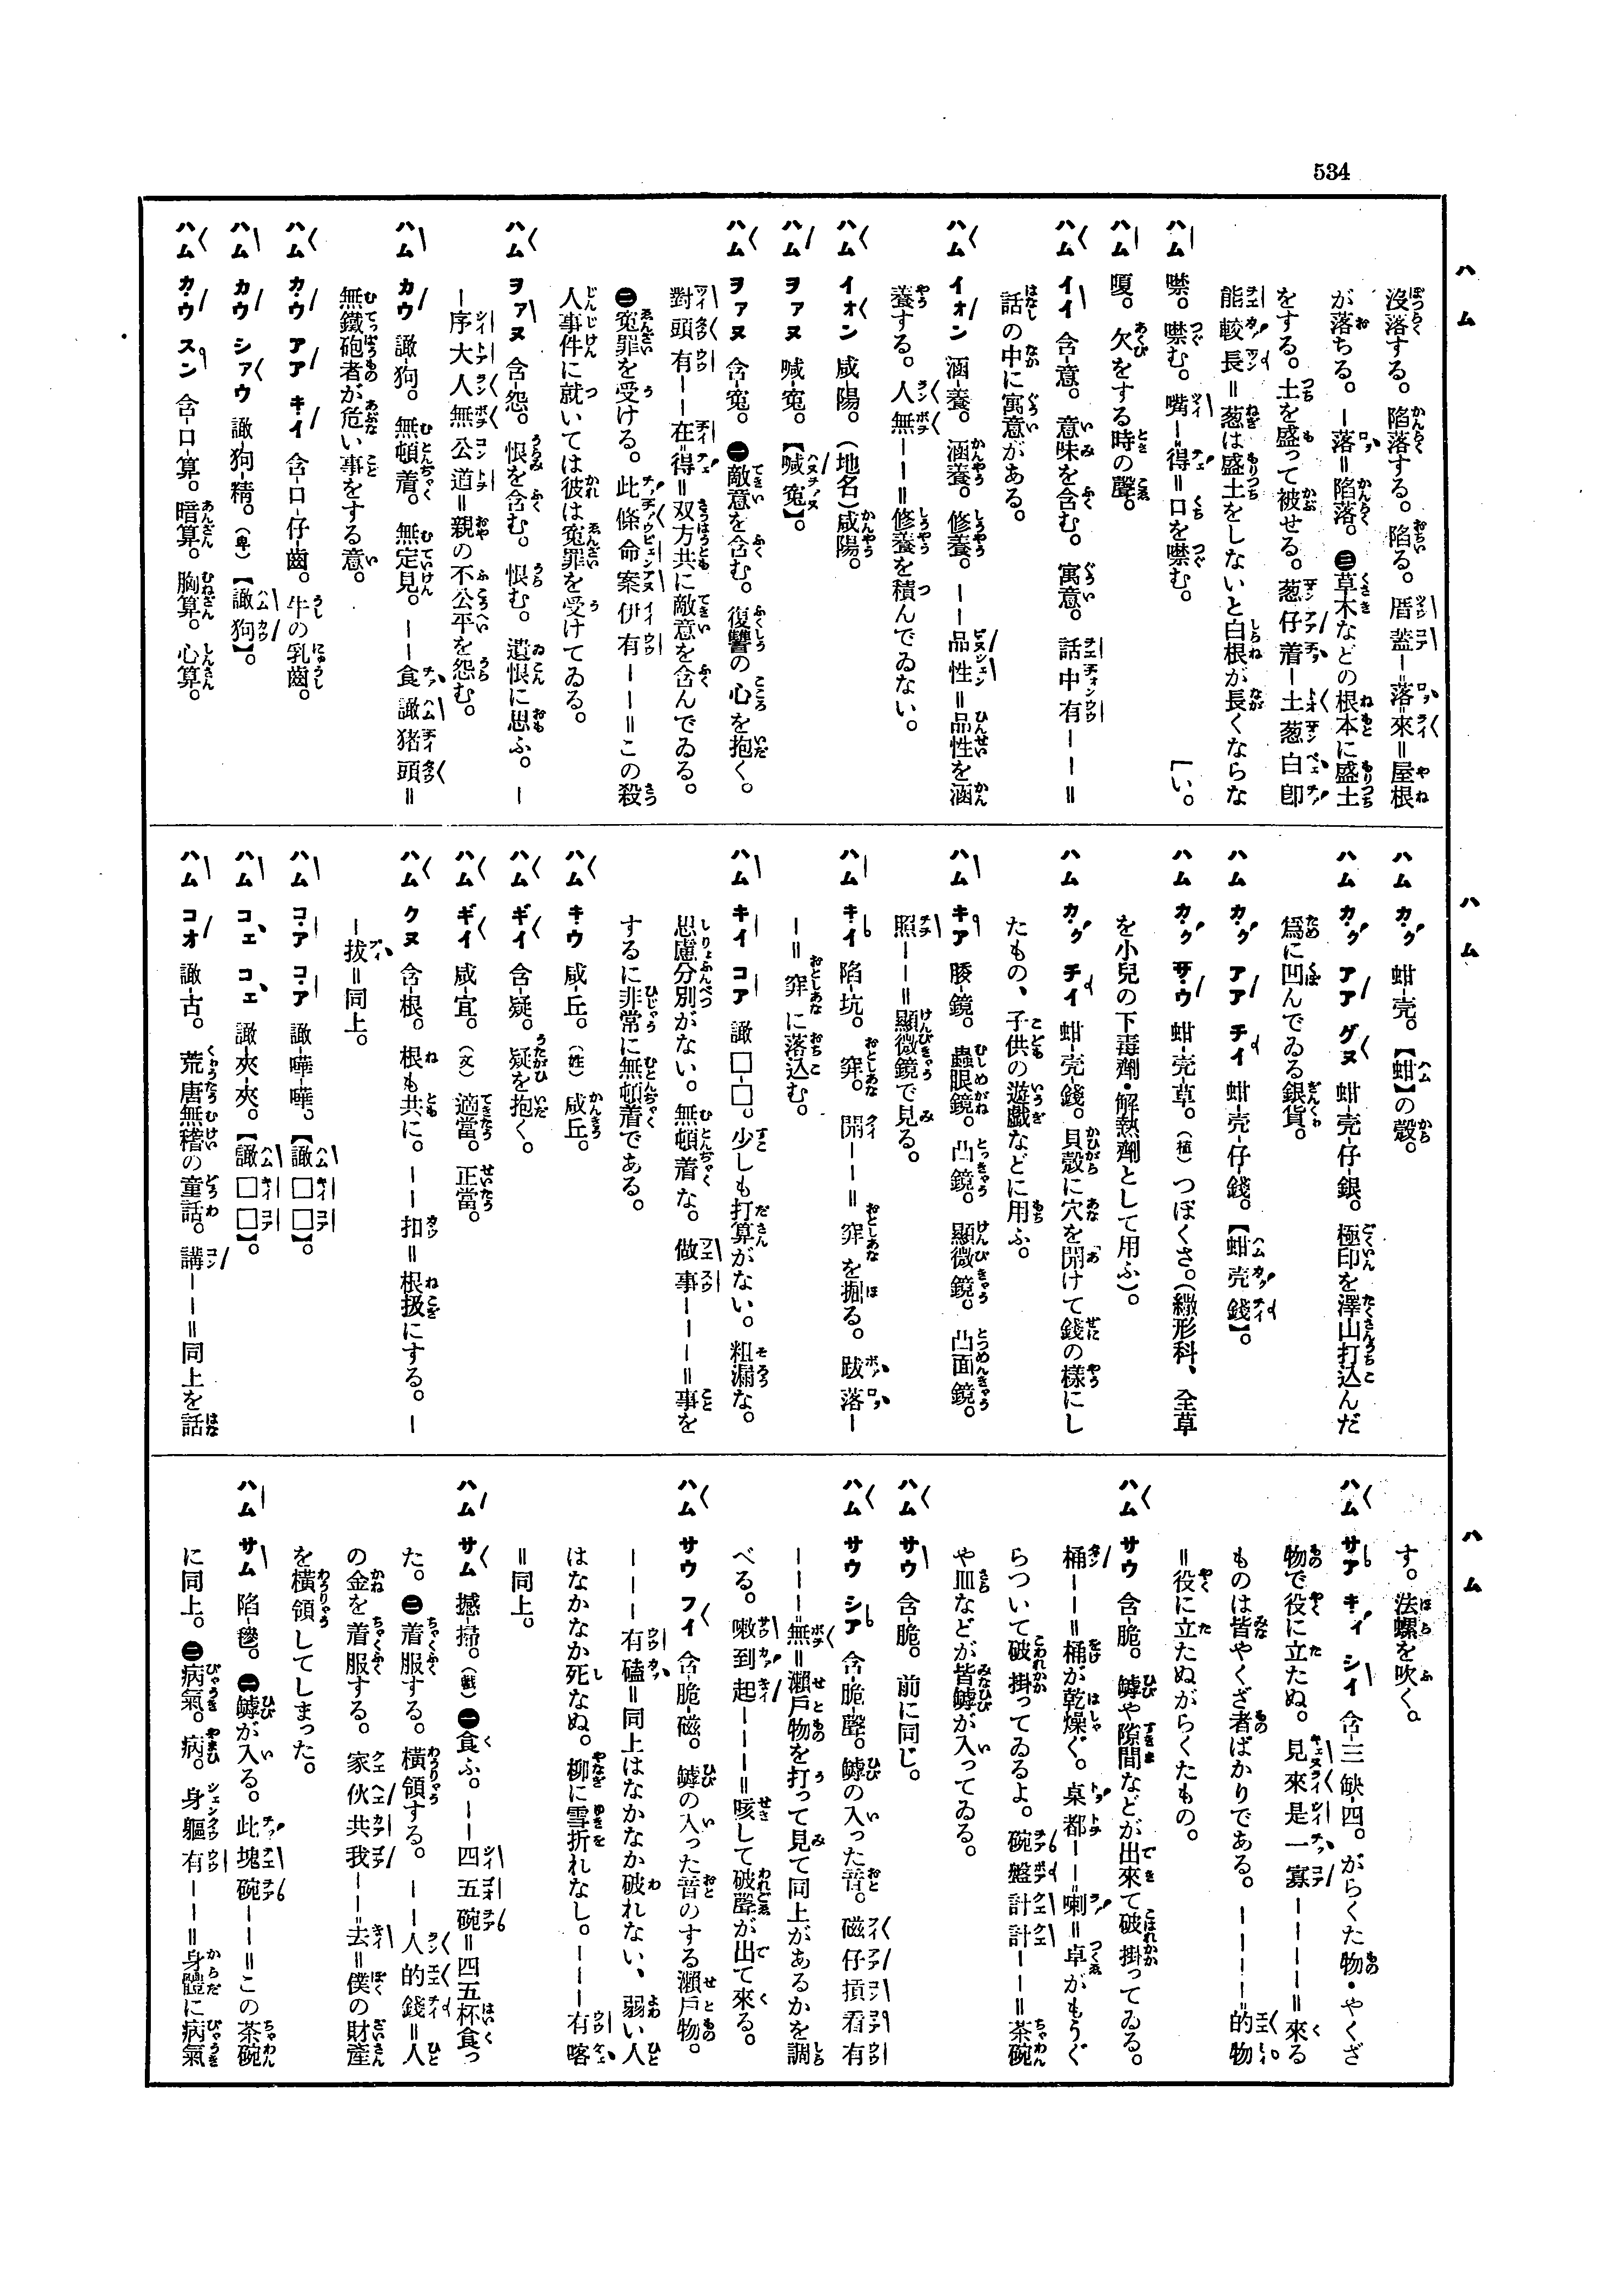 534
ハム
沒落する。陷落する。陷る。厝蓋－落來＝屋根
が落ちる。－落＝陷落。㊂草木などの根本に盛土
をする。土を盛って被せる。葱仔着－土葱白卽
能較長＝葱は盛土をしないと白根が長くならな
ハム 噤。噤む。嘴－得＝口を噤む。 「い。
ハム 嗄。欠をする時の聲。
ハム イイ 含-意。意味を含む。寓意。話中有－－＝
話の中に寓意がある。
ハム イオン 涵-養。涵養。修養。－－品性＝品性を涵
養する。人無－－＝修養を積んでゐない。
ハム イオン 咸-陽。（地名）咸陽。
ハム ヲァヌ 喊-寃。【喊寃】。
ハム ヲァヌ 含-寃。㊀敵意を含む。復讐の心を抱く。
對頭有－－在得＝双方共に敵意を含んでゐる。
㊁寃罪を受ける。此條命案伊有－－＝この殺
人事件に就いては彼は寃罪を受けてゐる。
ハム ヲァヌ 含-怨。恨を含む。恨む。遺恨に思ふ。－
－序大人無公道＝親の不公平を怨む。
ハム カウ 譀-狗。無頓着。無定見。－－食譀猪頭＝
無鐵砲者が危い事をする意。
ハム カ・ウ アア キ・イ 含-口-仔-齒。牛の乳齒。
ハム カウ シァウ 譀-狗-精。（卑）【譀狗】。
ハム カ・ウ スン 含-口-算。暗算。胸算。心算。
ハム
ハム カ・ク 蚶-壳。【蚶】の殼。
ハム カ・ク アア グヌ 蚶-壳-仔-銀。極印を澤山打込んだ
爲に凹んでゐる銀貨。
ハム カ・ク アア チイ 蚶-壳-仔-錢。【蚶壳錢】。
ハム カ・ク サ・ウ 蚶-壳-草。（植）つぼくさ。（繖形科、全草
を小兒の下毒劑・解熱劑として用ふ）。
ハム カ・ク チイ 蚶-壳-錢。貝殼に穴を開けて錢の樣にし
たもの、子供の遊戯などに用ふ。
ハム キア 䐺-鏡。蟲眼鏡。凸鏡。顯微鏡。凸面鏡。
照－－＝顯微鏡で見る。
ハム キ・イ 陷-坑。穽。開－－＝穽を掘る。跋落－
－＝穽に落込む。
ハム キイ コア 譀□-□。少しも打算がない。粗漏な。
思慮分別がない。無頓着な。做事－－－＝事を
するに非常に無頓着である。
ハム キ・ウ 咸-丘。（姓）咸丘。
ハム ギイ 含-疑。疑を抱く。
ハム ギイ 咸-宜。（文）適當。正當。
ハム クヌ 含-根。根も共に。－－扣＝根扱にする。－
－拔＝同上。
ハム コ・ア コ・ア 譀-嘩-嘩。【譀□□】。
ハム コェ コェ 譀-夾-夾。【譀□□】。
ハム コオ 譀-古。荒唐無稽の童話。講－－＝同上を話
ハム
す。法螺を吹く。
ハム サア キ・イ シイ 含-三缺-四。がらくた物・やくざ
物で役に立たぬ。見來是一寡－－－－＝來る
ものは皆やくざ者ばかりである。－－－－的物
＝役に立たぬがらくたもの。
ハム サウ 含-脆。罅や隙間などが出來て破掛ってゐる。
桶－－＝桶が乾燥ぐ。桌都－－喇＝卓がもうぐ
らついて破掛ってゐるよ。碗盤計計－－＝茶碗
や皿などが皆罅が入ってゐる。
ハム サウ 含-脆。前に同じ。
ハム サウ シア 含-脆-聲。罅の入った音。磁仔摃看有
－－－無＝瀬戸物を打って見て同上があるかを調
べる。嗽到起－－－＝咳して破聲が出て來る。
ハム サウ フイ 含-脆-磁。罅の入った音のする瀬戸物。
－－－有磕＝同上はなかなか破れない、弱い人
はなかなか死なぬ。柳に雪折れなし。－－－有喀
＝同上。
ハム サム 撼-掃。（戲）㊀食ふ。－－四五碗＝四五杯食っ
た。㊁着服する。橫領する。－－人的錢＝人
の金を着服する。家伙共我－－去＝僕の財產
を橫領してしまった。
ハム サム 陷-穇。㊀罅が入る。此塊碗－－＝この茶碗
に同上。㊁病氣。病。身軀有－－＝身體に病氣